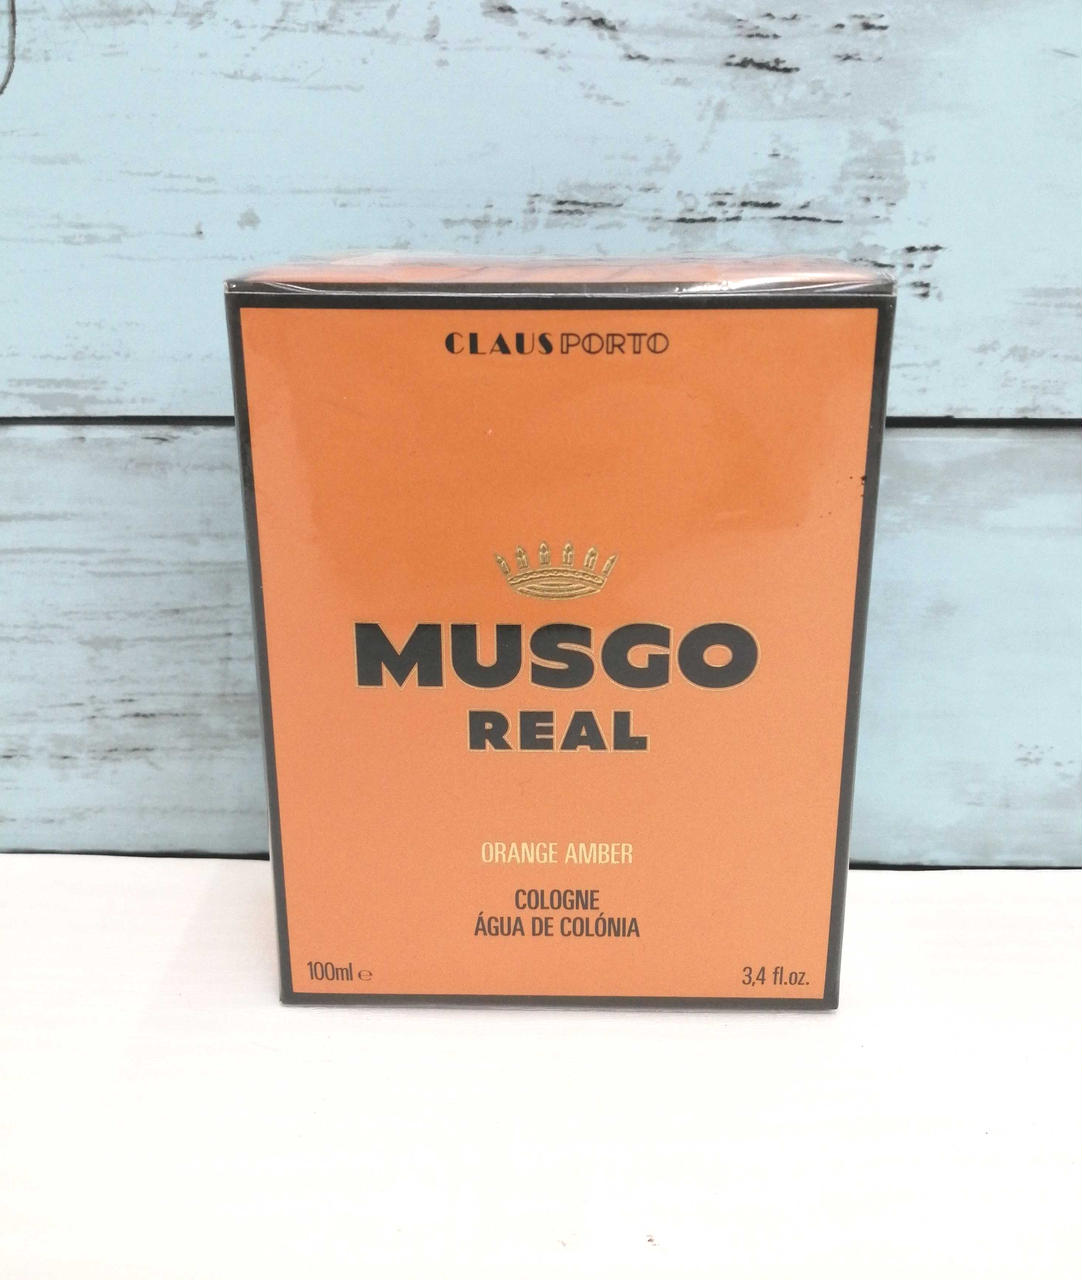 CLAUS PORTO
MUSGO
REAL
ORANGE AMBER
COLOGNE
ÁGUA DE COLÓNIA
100ml ℮
3,4 fl.oz.